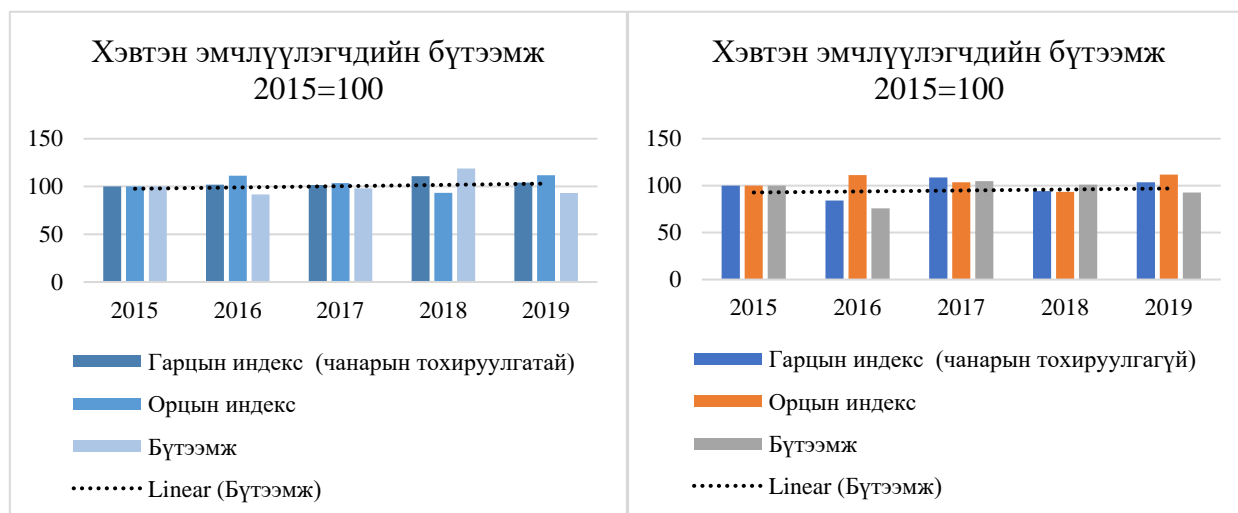 Хэвтэн эмчлүүлэгчдийн бүтээмж
2015=100
150
100
50
0
2015 2016 2017 2018 2019
Гарцын индекс (чанарын тохируулгатай)
Орцын индекс
Бүтээмж
Linear (Бүтээмж)
Хэвтэн эмчлүүлэгчдийн бүтээмж
2015=100
150
100
50
0
2015 2016 2017 2018 2019
Гарцын индекс (чанарын тохируулгагүй)
Орцын индекс
Бүтээмж
Linear (Бүтээмж)